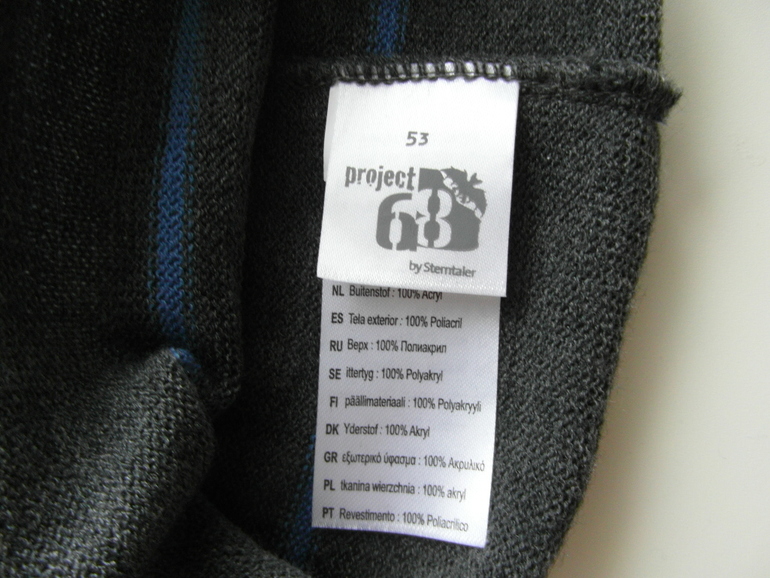 53
project
68
by Sterntaler
NL Buitenstof : 100% Acryl
ES Tela exterior : 100% Poliacril
RU Верх : 100% Полиакрил
SE ittertyg : 100% Polyakryl
FI päällimateriaali : 100% Polyakryyli
DK Yderstof : 100% Akryl
GR εξωτερικό ύφασμα : 100% Ακρυλικό
PL tkanina wierzchnia : 100% akryl
PT Revestimento : 100% Poliacrílico